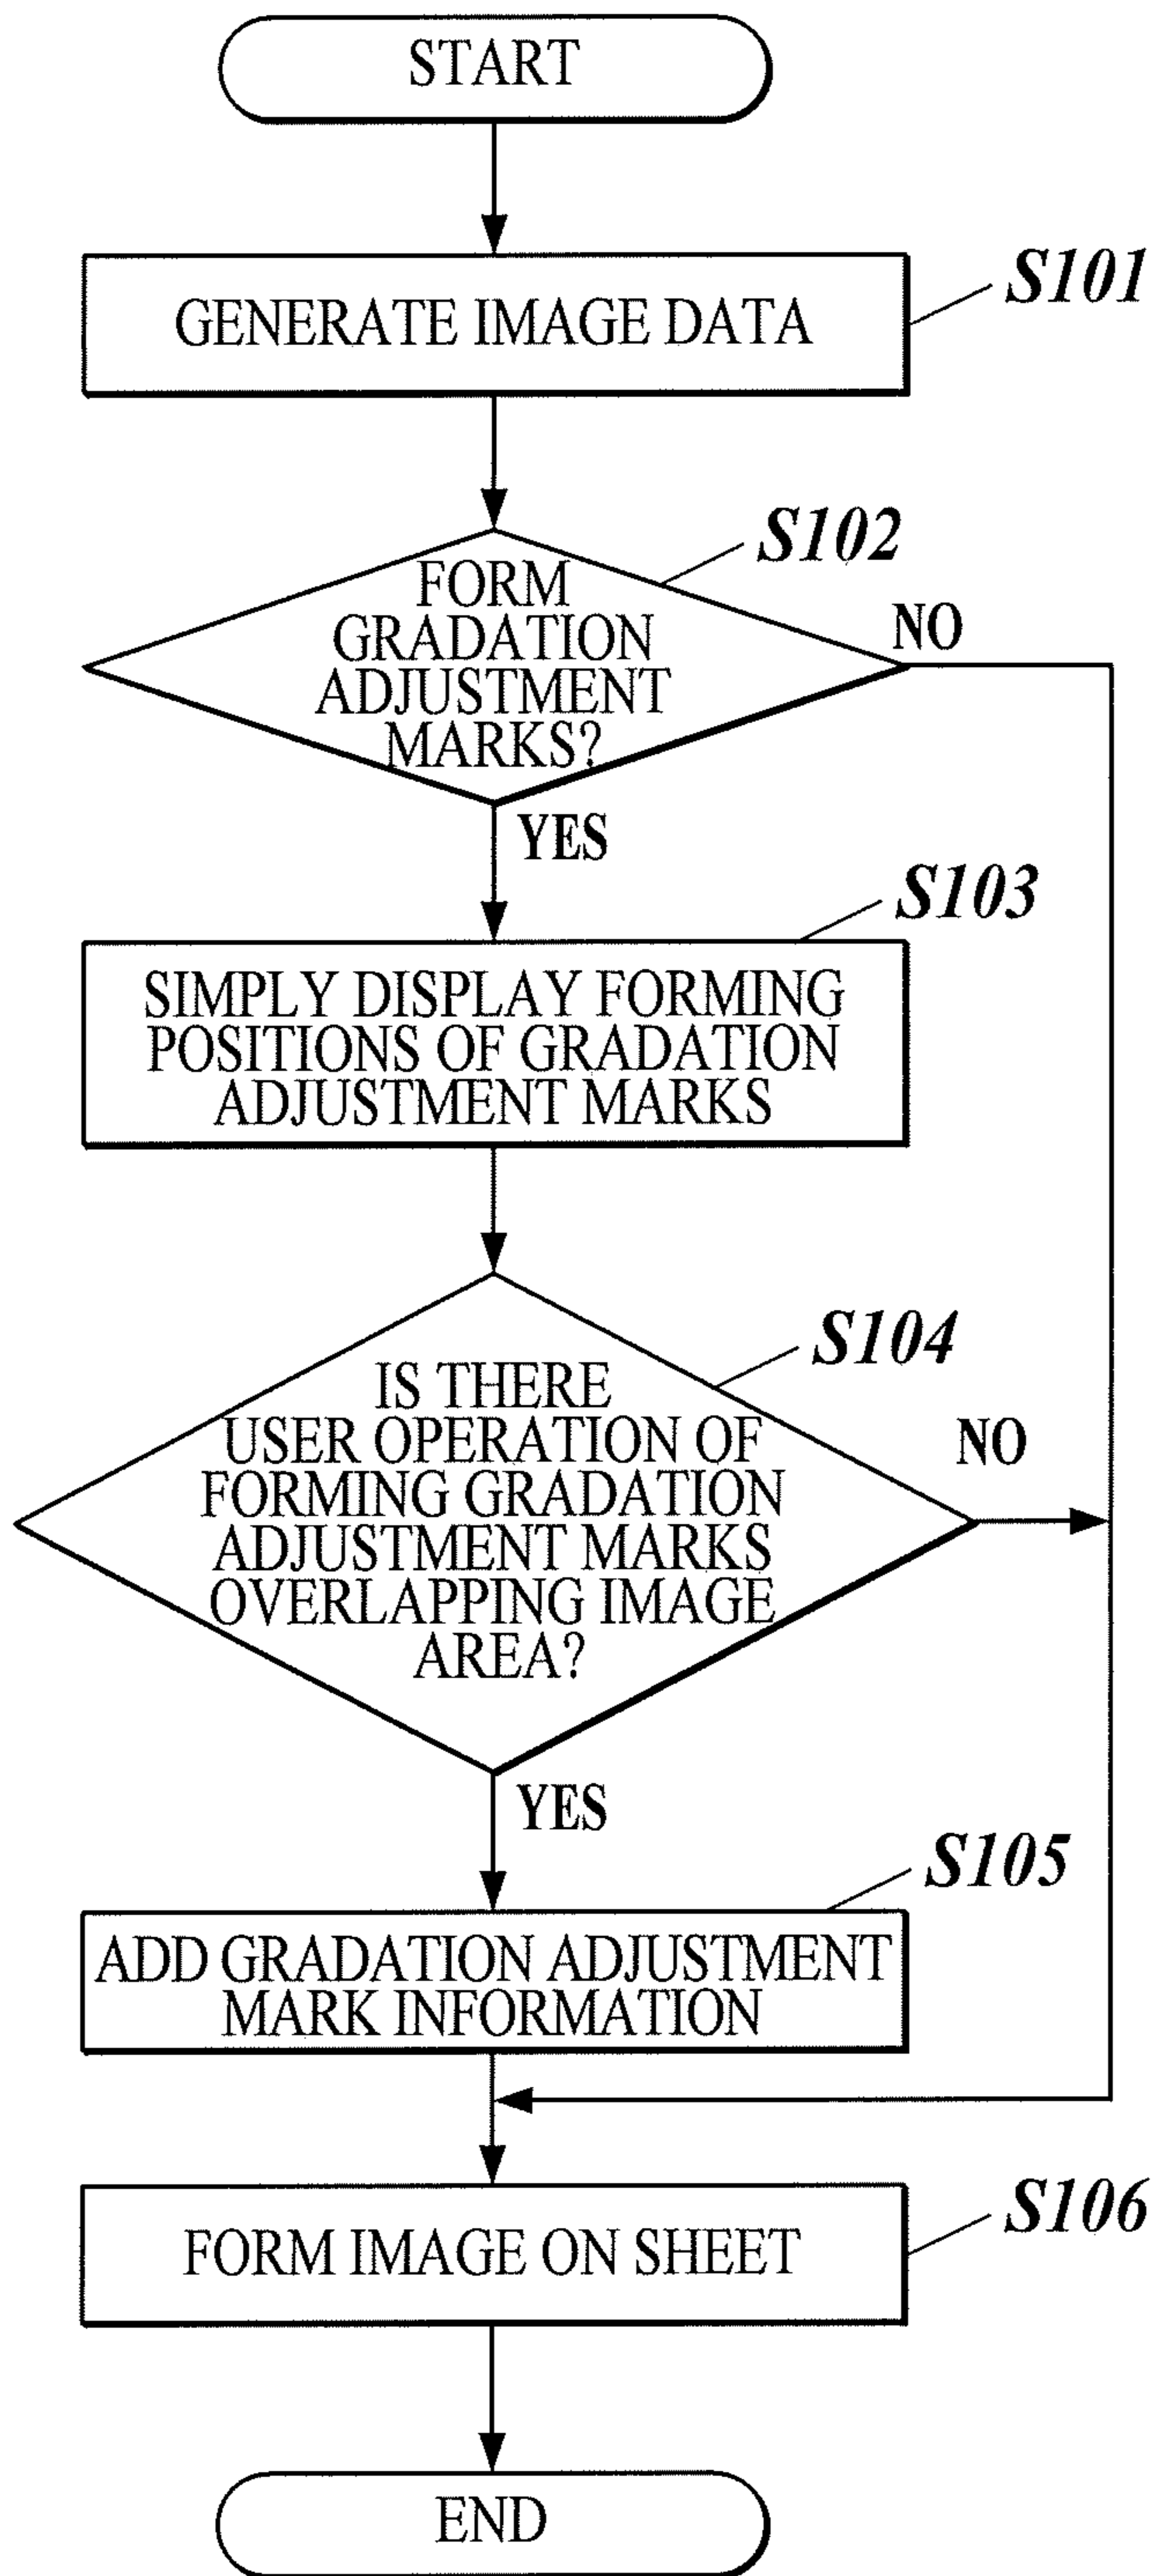 START
GENERATE IMAGE DATA
S101
S102
FORM
GRADATION
ADJUSTMENT
MARKS?
NO
YES
S103
SIMPLY DISPLAY FORMING
POSITIONS OF GRADATION
ADJUSTMENT MARKS
S104
IS THERE
USER OPERATION OF
FORMING GRADATION
ADJUSTMENT MARKS
OVERLAPPING IMAGE
AREA?
NO
YES
S105
ADD GRADATION ADJUSTMENT
MARK INFORMATION
S106
FORM IMAGE ON SHEET
END